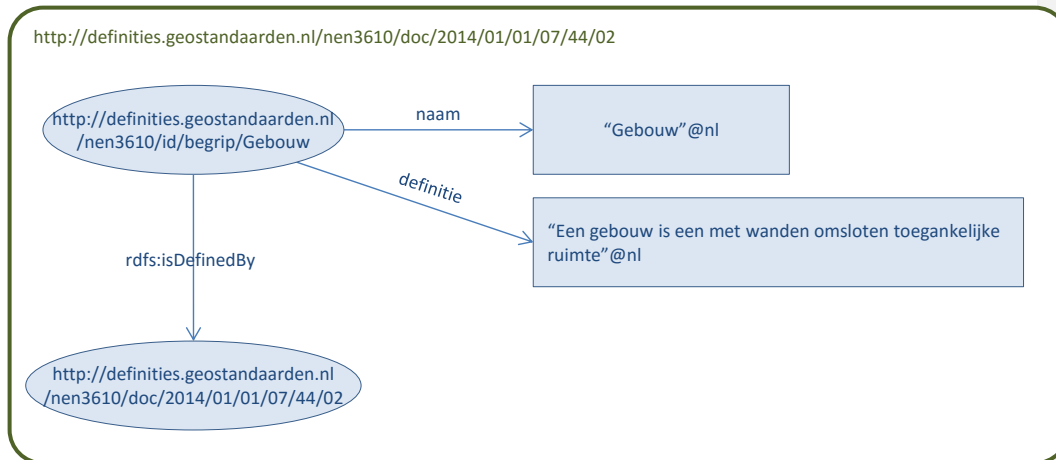 http://definities.geostandaarden.nl/nen3610/doc/2014/01/01/07/44/02
http://definities.geostandaarden.nl
/nen3610/id/begrip/Gebouw
naam
“Gebouw”@nl
definitie
“Een gebouw is een met wanden omsloten toegankelijke
ruimte”@nl
rdfs:isDefinedBy
http://definities.geostandaarden.nl
/nen3610/doc/2014/01/01/07/44/02